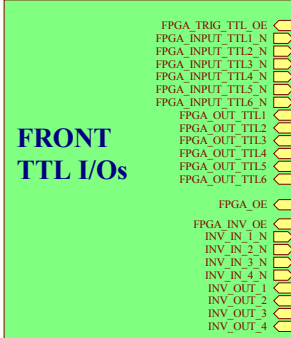 FPGA_TRIG_TTL_OE
FPGA_INPUT_TTL1_N
FPGA_INPUT_TTL2_N
FPGA_INPUT_TTL3_N
FPGA_INPUT_TTL4_N
FPGA_INPUT_TTL5_N
FPGA_INPUT_TTL6_N
FPGA_OUT_TTL1
FPGA_OUT_TTL2
FPGA_OUT_TTL3
FPGA_OUT_TTL4
FPGA_OUT_TTL5
FPGA_OUT_TTL6
FRONT
TTL I/Os
FPGA_OE
FPGA_INV_OE
INV_IN_1_N
INV_IN_2_N
INV_IN_3_N
INV_IN_4_N
INV_OUT_1
INV_OUT_2
INV_OUT_3
INV_OUT_4